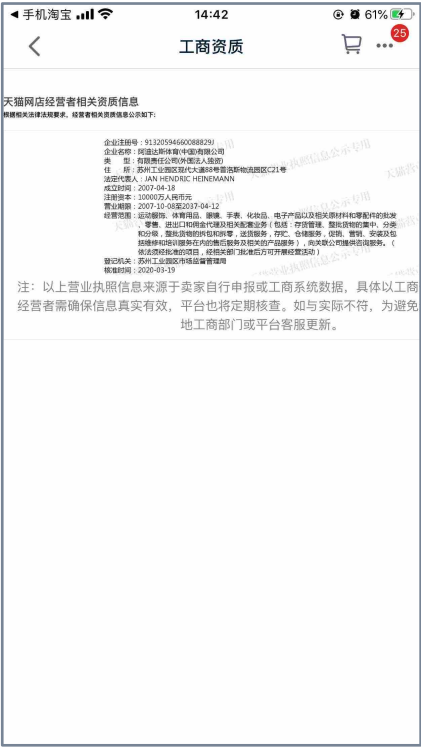 手机淘宝 14:42 61%
工商资质 25
天猫网店经营者相关资质信息
根据相关法律法规要求，经营者相关资质信息公示如下：
企业注册号：91320594660088829J
企业名称：阿迪达斯体育(中国)有限公司
类 型：有限责任公司(外国法人独资)
住 所：苏州工业园区现代大道88号普洛斯物流园区C21号
法定代表人：JAN HENDRIC HEINEMANN
成立时间：2007-04-18
注册资本：10000万人民币元
营业期限：2007-10-08至2037-04-12
经营范围：运动服饰、体育用品、眼镜、手表、化妆品、电子产品以及相关原材料和零配件的批发
、零售、进出口和佣金代理及相关配套业务（包括：存货管理、整批货物的集中、分类
和分级，整批货物的拆包和拆零，送货服务，存贮、仓储服务，促销、营销、安装及包
括维修和培训服务在内的售后服务及相关的产品服务），向关联公司提供咨询服务。（
依法须经批准的项目，经相关部门批准后方可开展经营活动）
登记机关：苏州工业园区市场监督管理局
核准时间：2020-03-19
注：以上营业执照信息来源于卖家自行申报或工商系统数据，具体以工商
经营者需确保信息真实有效，平台也将定期核查。如与实际不符，为避免
地工商部门或平台客服更新。